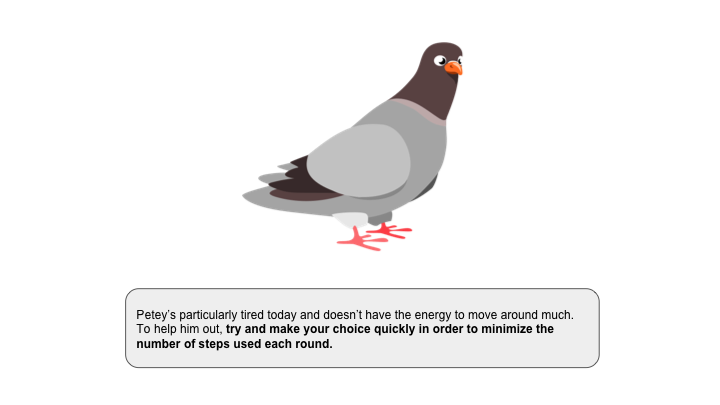 Petey’s particularly tired today and doesn’t have the energy to move around much.
To help him out, try and make your choice quickly in order to minimize the
number of steps used each round.